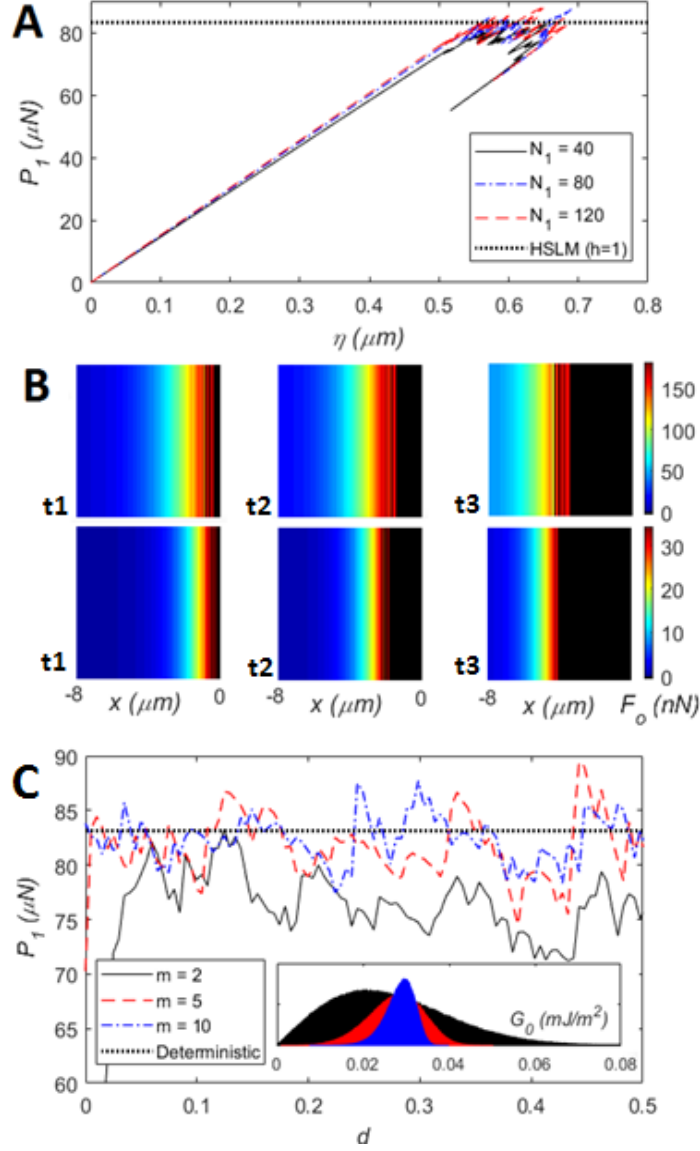 A
80
60
40
20
0
P₁ (μN)
N₁ = 40
N₁ = 80
N₁ = 120
HSLM (h=1)
0 0.1 0.2 0.3 0.4 0.5 0.6 0.7 0.8
η (μm)
B
t1 t2 t3
150
100
50
0
t1 t2 t3
30
20
10
0
-8 0 -8 0 -8
x (μm) x (μm) x (μm) Fₒ (nN)
C
90
85
80
75
70
65
60
P₁ (μN)
m = 2
m = 5
m = 10
Deterministic
G₀ (mJ/m²)
0 0.02 0.04 0.06 0.08
0 0.1 0.2 0.3 0.4 0.5
d